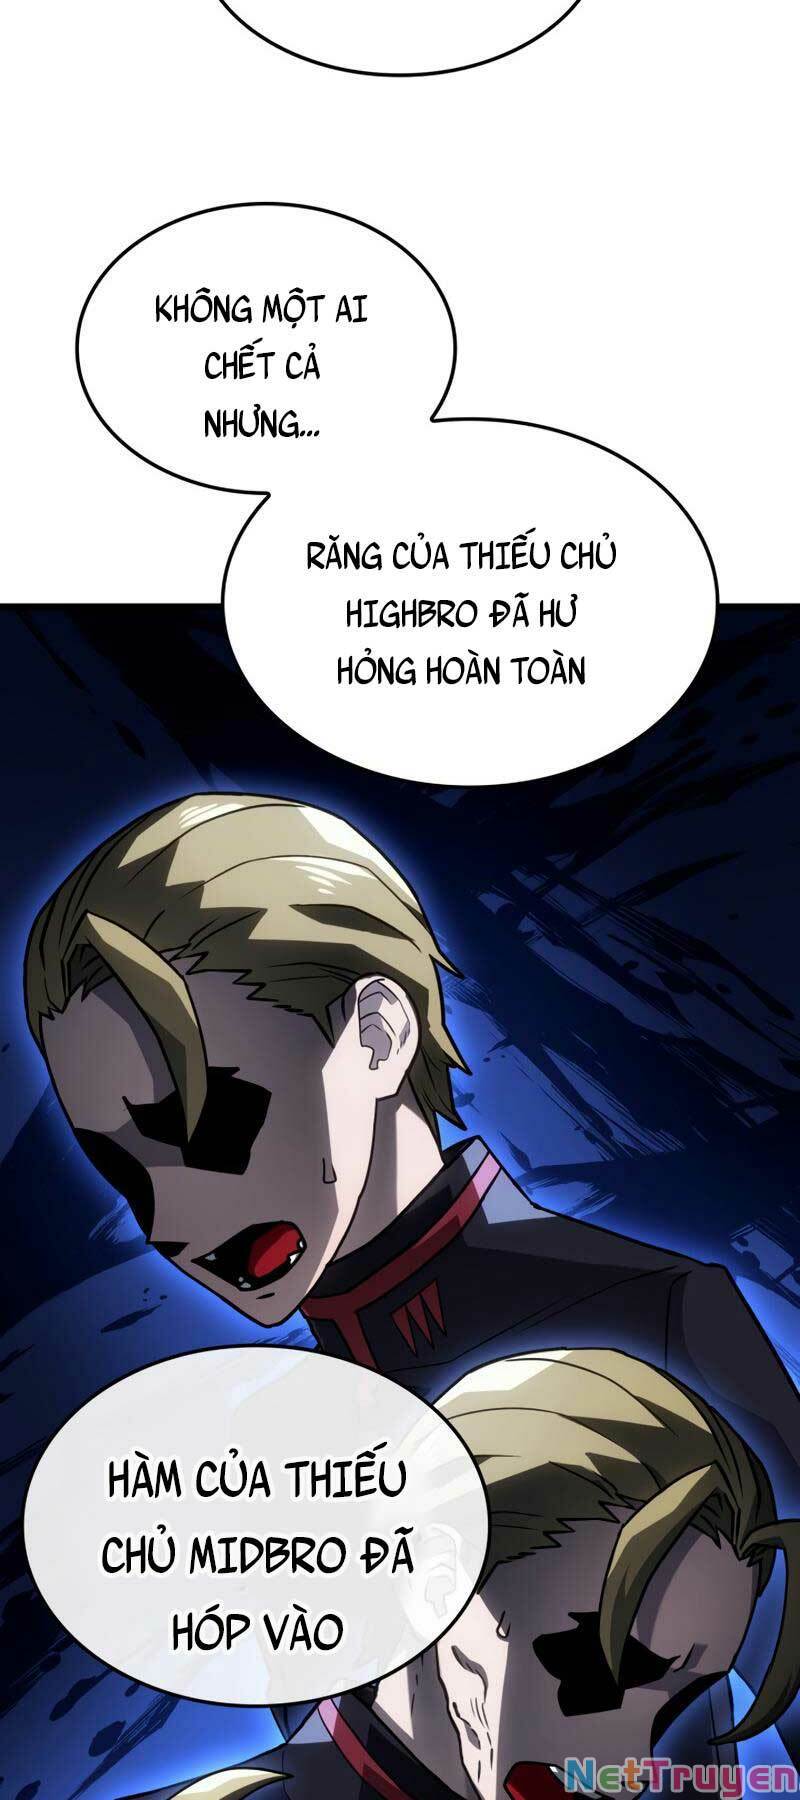 KHÔNG MỘT AI
CHẾT CẢ
NHƯNG...
RĂNG CỦA THIẾU CHỦ
HIGHBRO ĐÃ HƯ
HỎNG HOÀN TOÀN
HÀM CỦA THIẾU
CHỦ MIDBRO ĐÃ
HÓP VÀO
NetTruyen